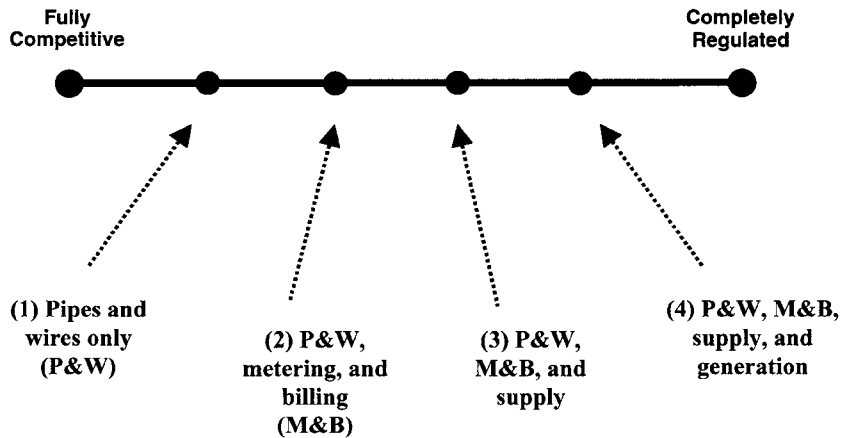 Fully
Competitive
Completely
Regulated
(1) Pipes and
wires only
(P&W)
(2) P&W,
metering, and
billing
(M&B)
(3) P&W,
M&B, and
supply
(4) P&W, M&B,
supply, and
generation